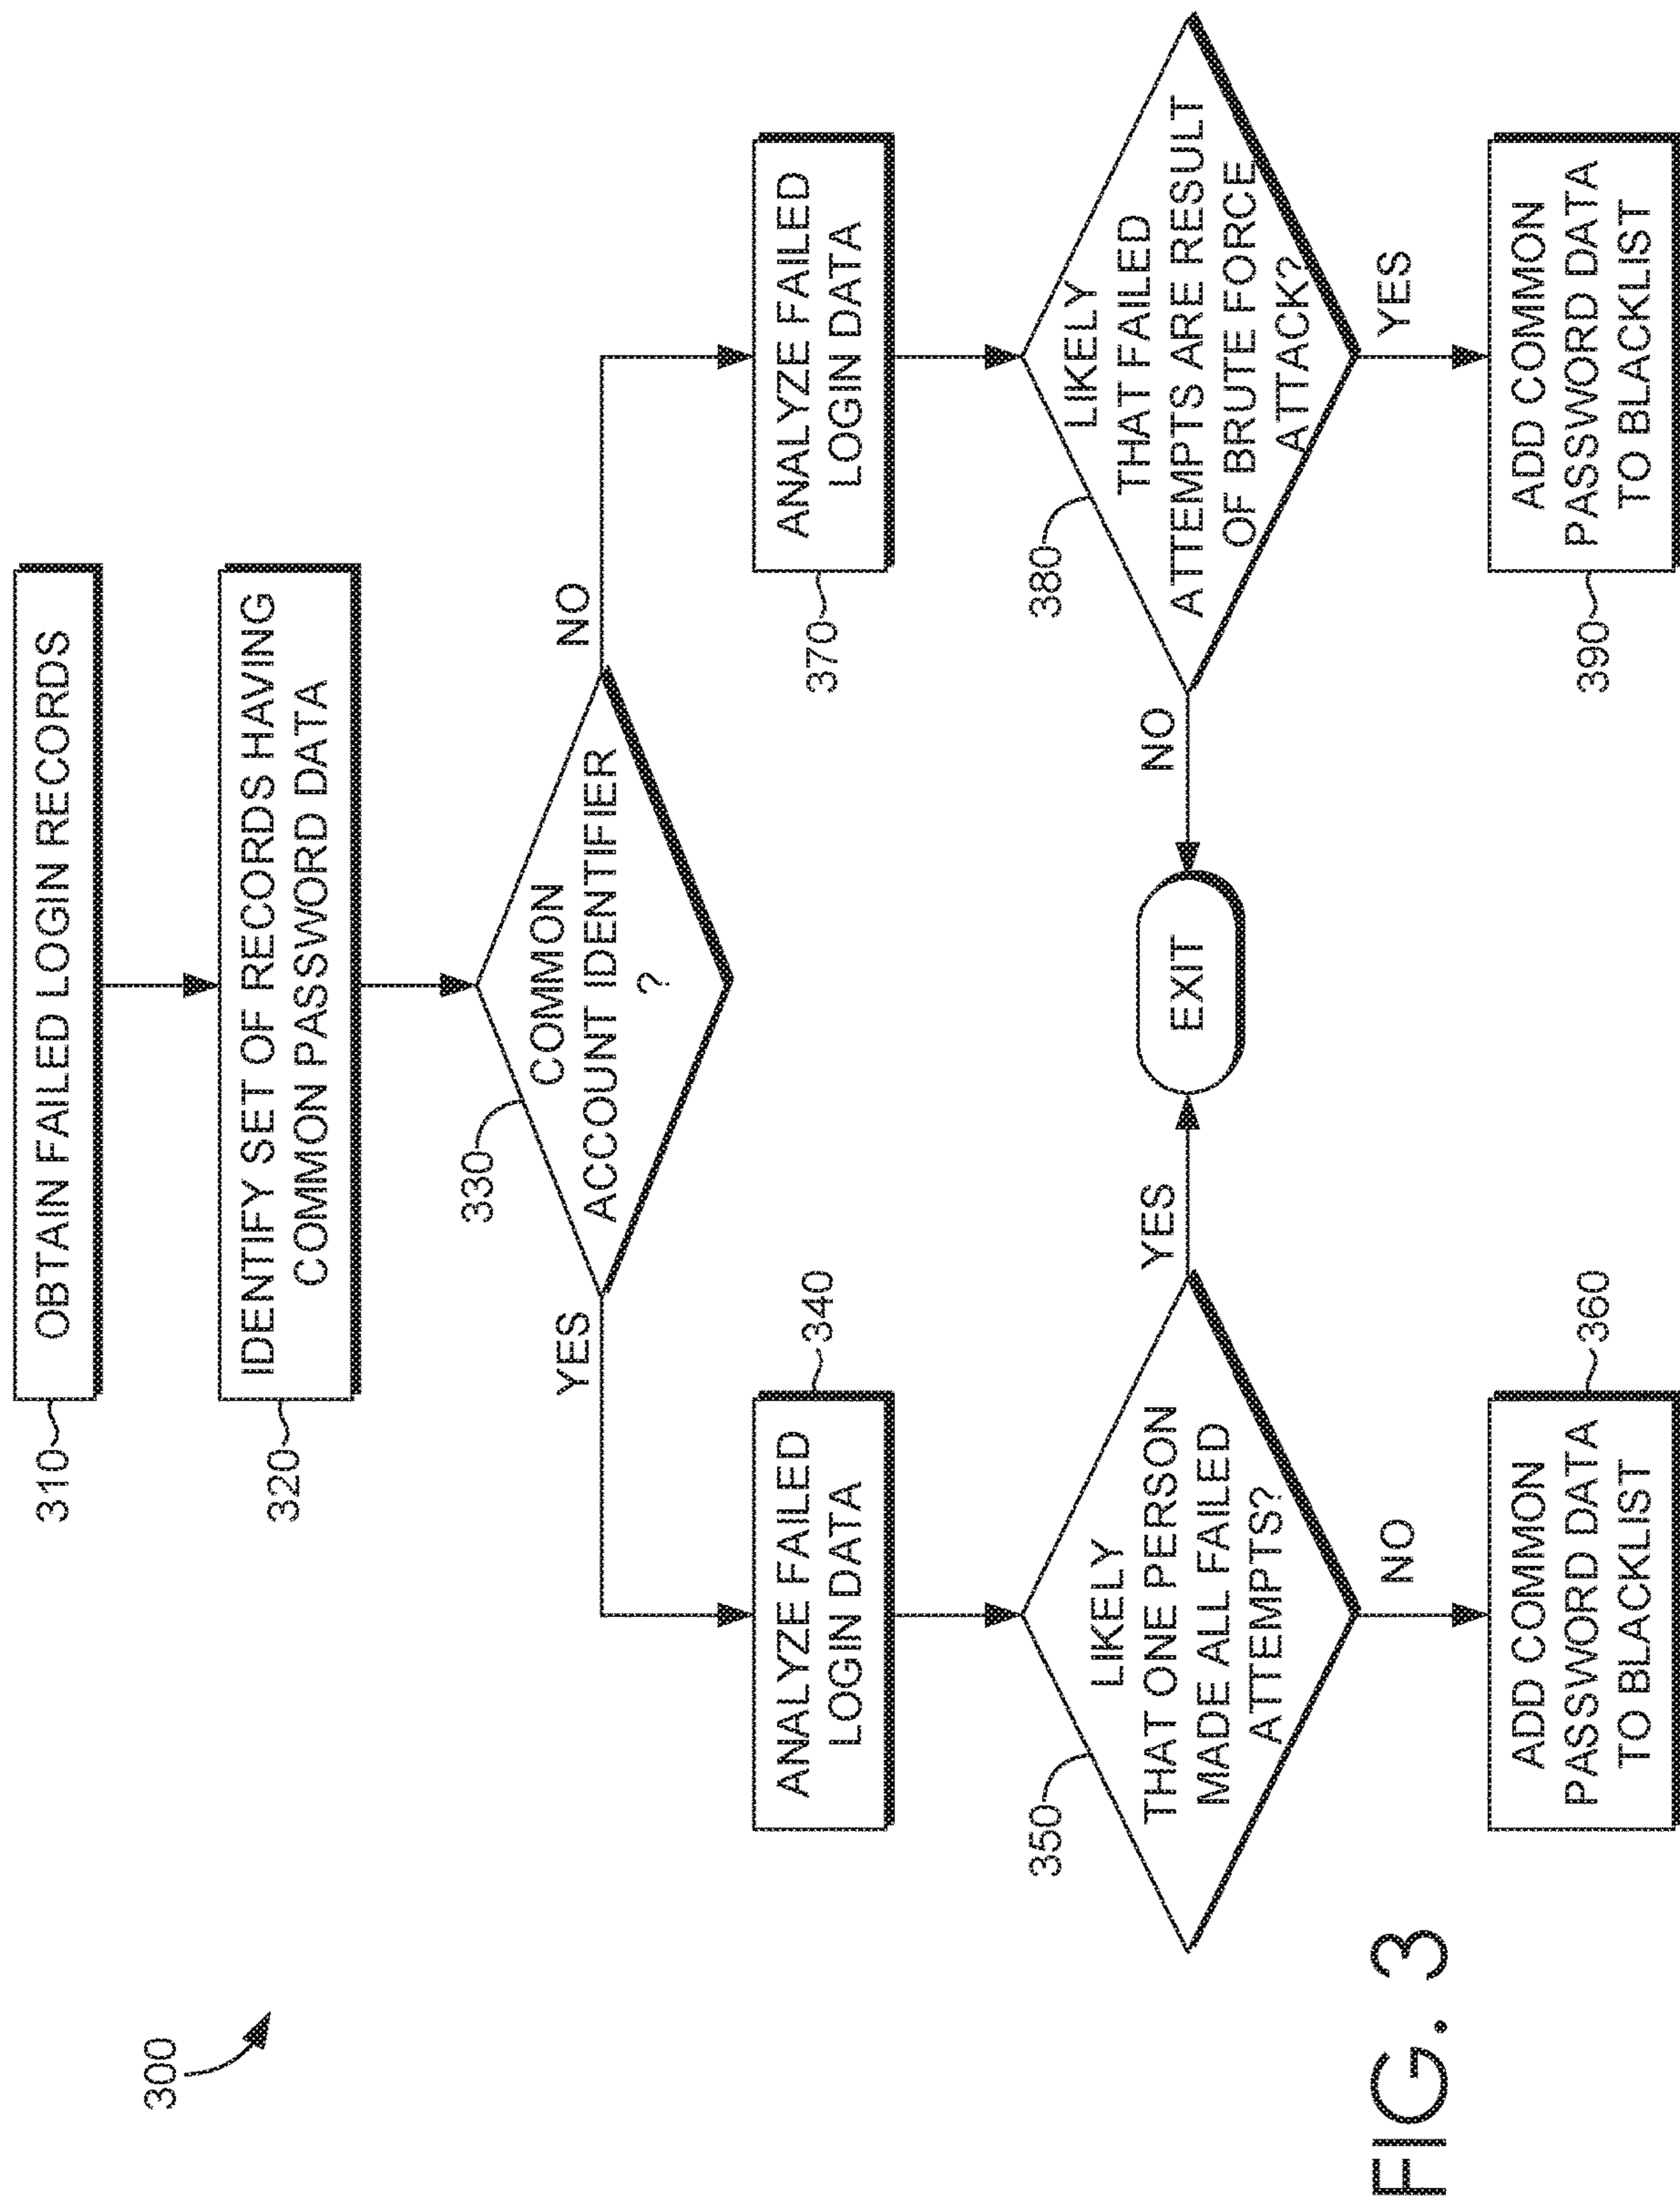 300
310
OBTAIN FAILED LOGIN RECORDS
320
IDENTIFY SET OF RECORDS HAVING
COMMON PASSWORD DATA
330
COMMON
ACCOUNT IDENTIFIER
?
YES
NO
ANALYZE FAILED
LOGIN DATA
340
370
ANALYZE FAILED
LOGIN DATA
350
LIKELY
THAT ONE PERSON
MADE ALL FAILED
ATTEMPTS?
YES
EXIT
NO
380
LIKELY
THAT FAILED
ATTEMPTS ARE RESULT
OF BRUTE FORCE
ATTACK?
NO
YES
ADD COMMON
PASSWORD DATA
TO BLACKLIST
360
390
ADD COMMON
PASSWORD DATA
TO BLACKLIST
FIG. 3